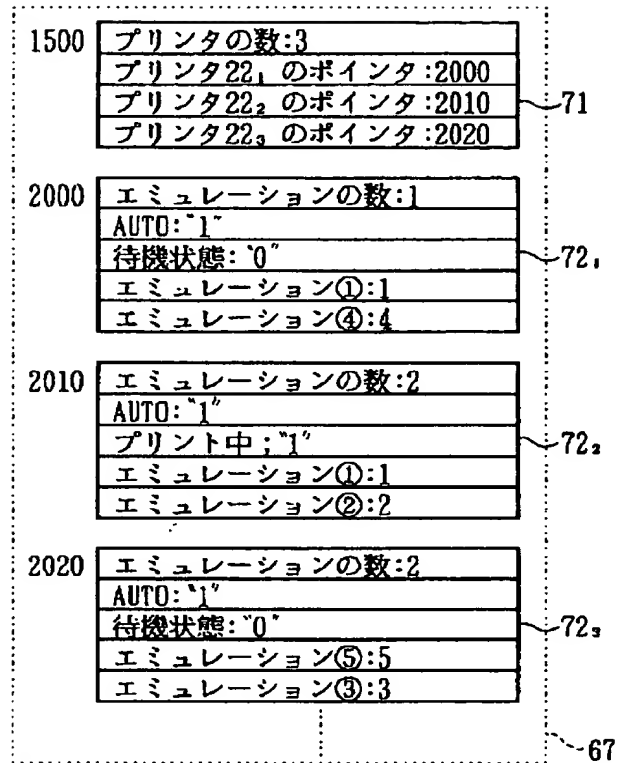 1500 プリンタの数:3
プリンタ22₁ のポインタ:2000
プリンタ22₂ のポインタ:2010
プリンタ22₃ のポインタ:2020
71
2000 エミュレーションの数:1
AUTO:"1"
待機状態:"0"
エミュレーション①:1
エミュレーション④:4
72₁
2010 エミュレーションの数:2
AUTO:"1"
プリント中;"1"
エミュレーション①:1
エミュレーション②:2
72₂
2020 エミュレーションの数:2
AUTO:"1"
待機状態:"0"
エミュレーション⑤:5
エミュレーション③:3
72₃
67